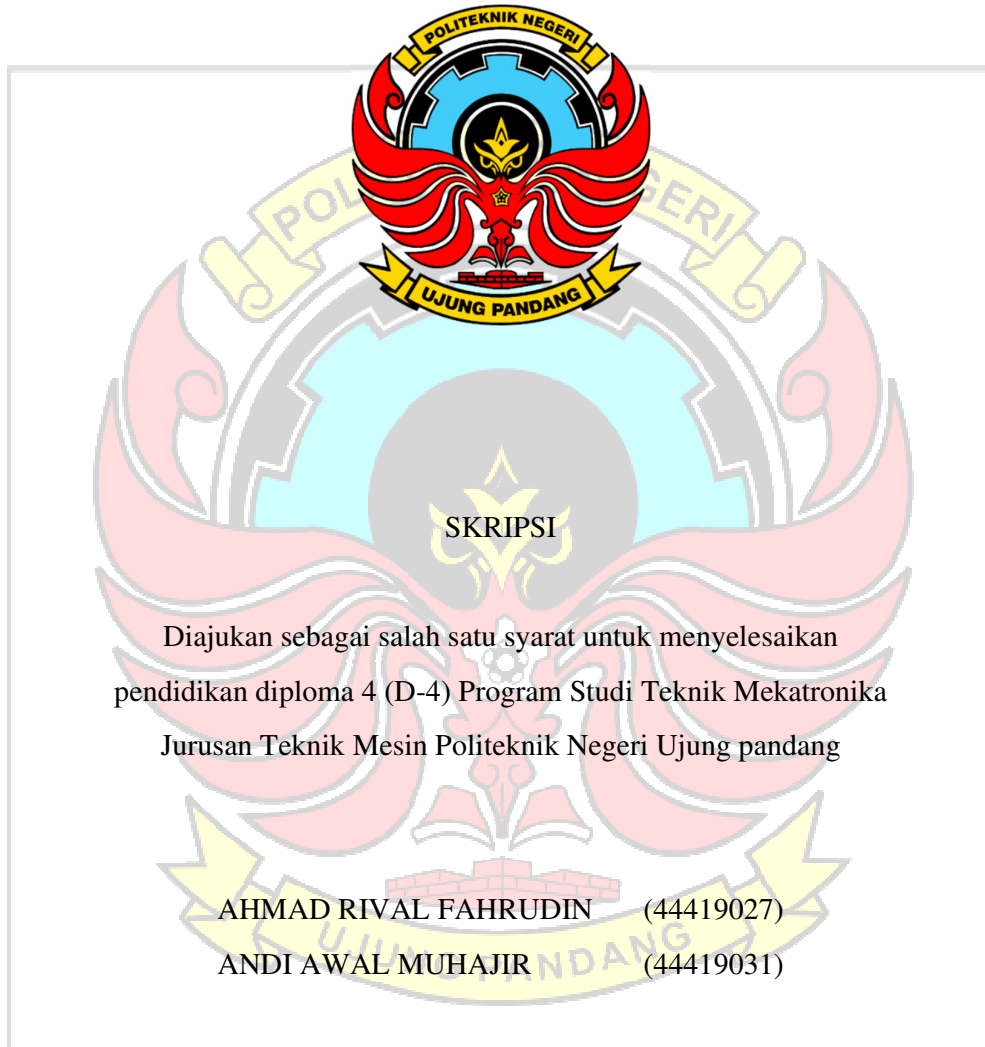 POLITEKNIK NEGERI
UJUNG PANDANG
SKRIPSI
Diajukan sebagai salah satu syarat untuk menyelesaikan
pendidikan diploma 4 (D-4) Program Studi Teknik Mekatronika
Jurusan Teknik Mesin Politeknik Negeri Ujung pandang
AHMAD RIVAL FAHRUDIN (44419027)
ANDI AWAL MUHAJIR (44419031)